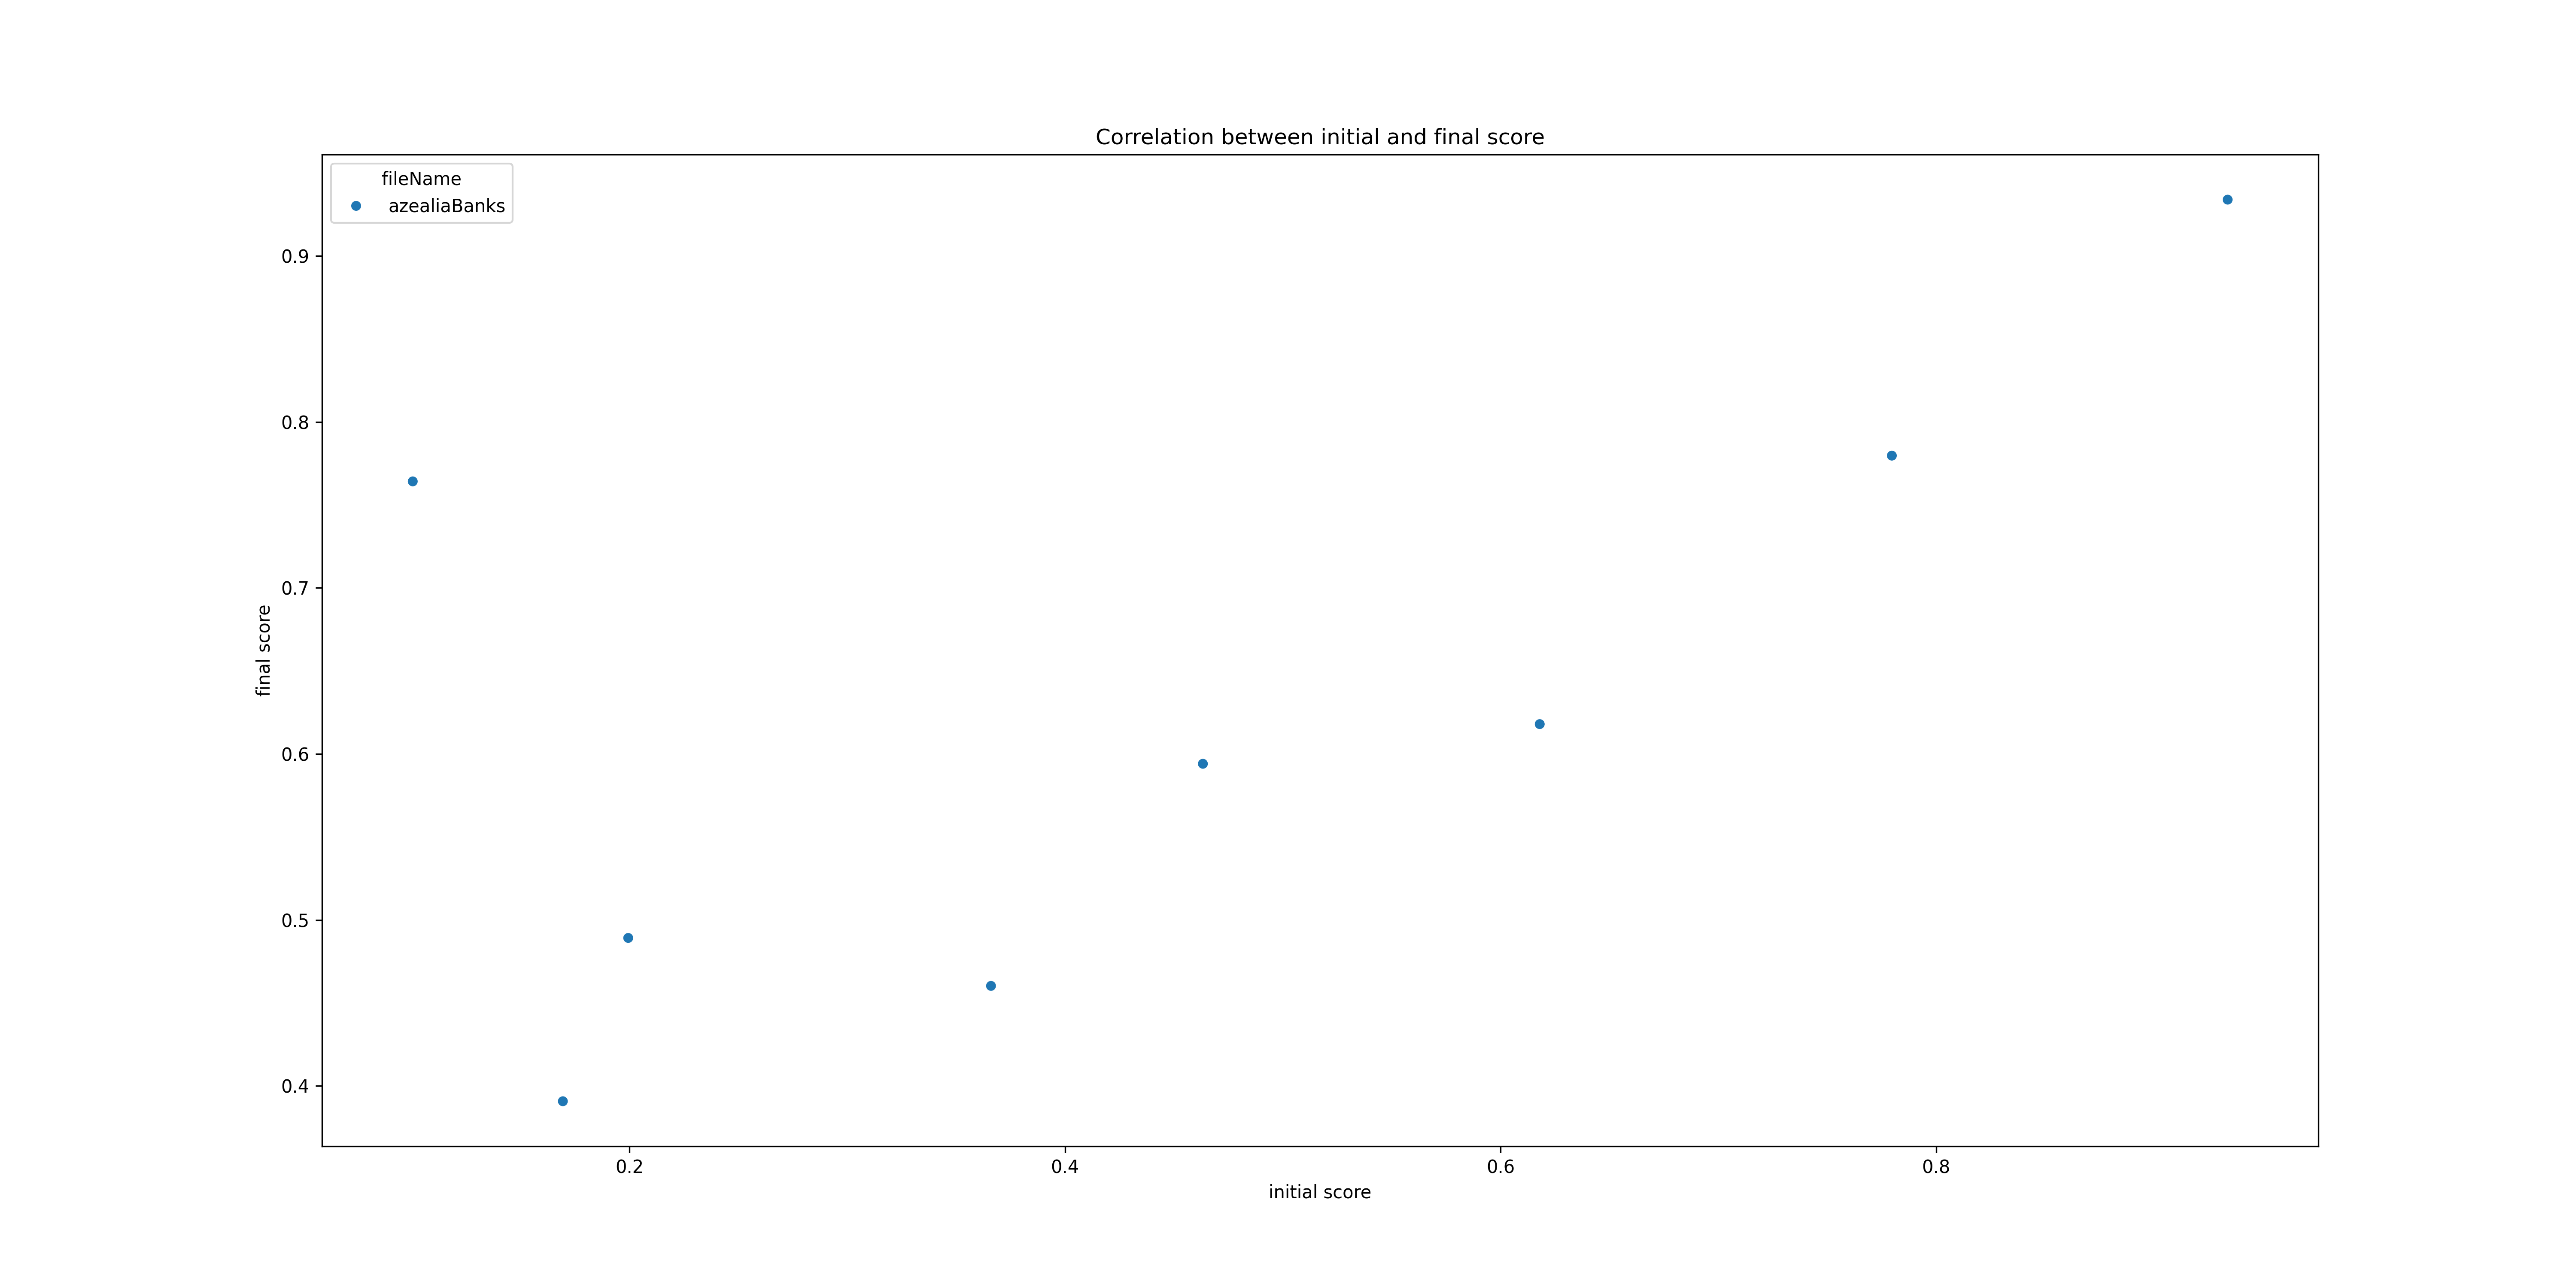 Correlation between initial and final score
fileName
azealiaBanks
0.9
0.8
0.7
0.6
0.5
0.4
final score
0.2 0.4 0.6 0.8
initial score